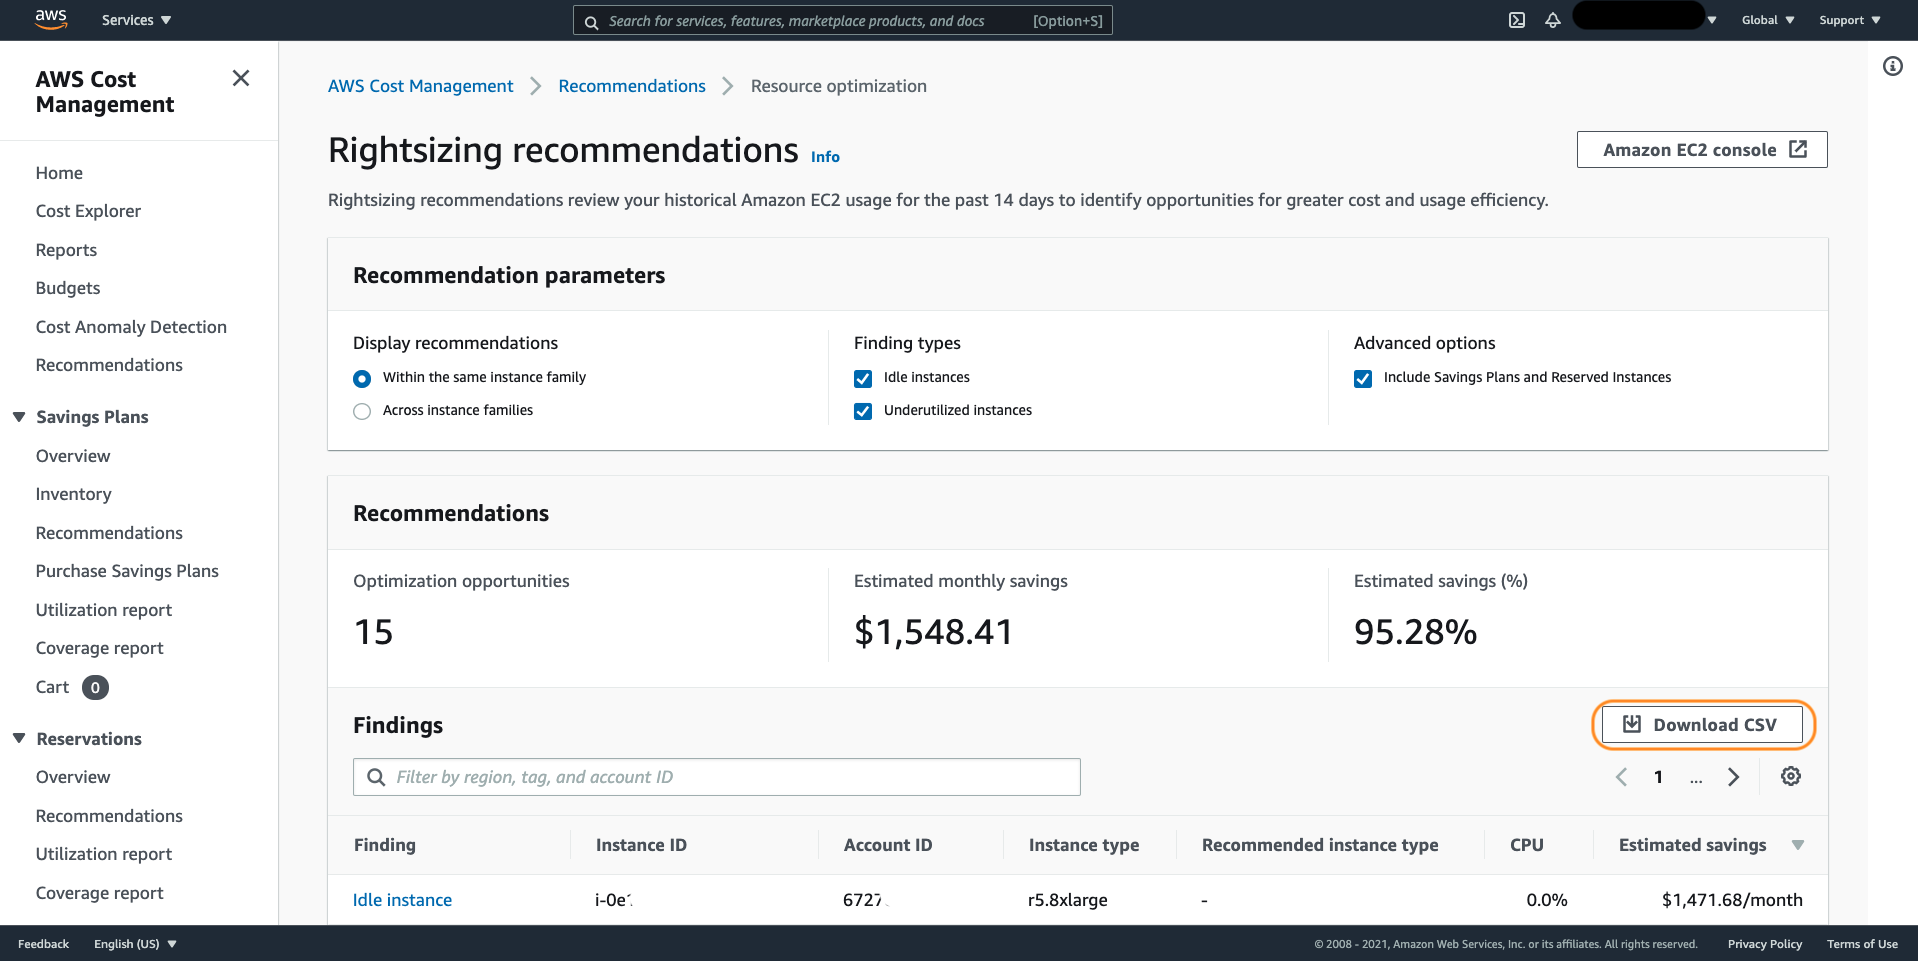 aws
Services
Search for services, features, marketplace products, and docs
[Option+S]
Global
Support
AWS Cost
Management
Home
Cost Explorer
Reports
Budgets
Cost Anomaly Detection
Recommendations
Savings Plans
Overview
Inventory
Recommendations
Purchase Savings Plans
Utilization report
Coverage report
Cart 0
Reservations
Overview
Recommendations
Utilization report
Coverage report
AWS Cost Management
Recommendations
Resource optimization
Rightsizing recommendations Info
Amazon EC2 console
Rightsizing recommendations review your historical Amazon EC2 usage for the past 14 days to identify opportunities for greater cost and usage efficiency.
Recommendation parameters
Display recommendations
Within the same instance family
Across instance families
Finding types
Idle instances
Underutilized instances
Advanced options
Include Savings Plans and Reserved Instances
Recommendations
Optimization opportunities
15
Estimated monthly savings
$1,548.41
Estimated savings (%)
95.28%
Findings
Download CSV
Filter by region, tag, and account ID
1 ...
Finding Instance ID Account ID Instance type Recommended instance type CPU Estimated savings
Idle instance i-0e 6727 r5.8xlarge - 0.0% $1,471.68/month
Feedback
English (US)
© 2008 - 2021, Amazon Web Services, Inc. or its affiliates. All rights reserved.
Privacy Policy
Terms of Use